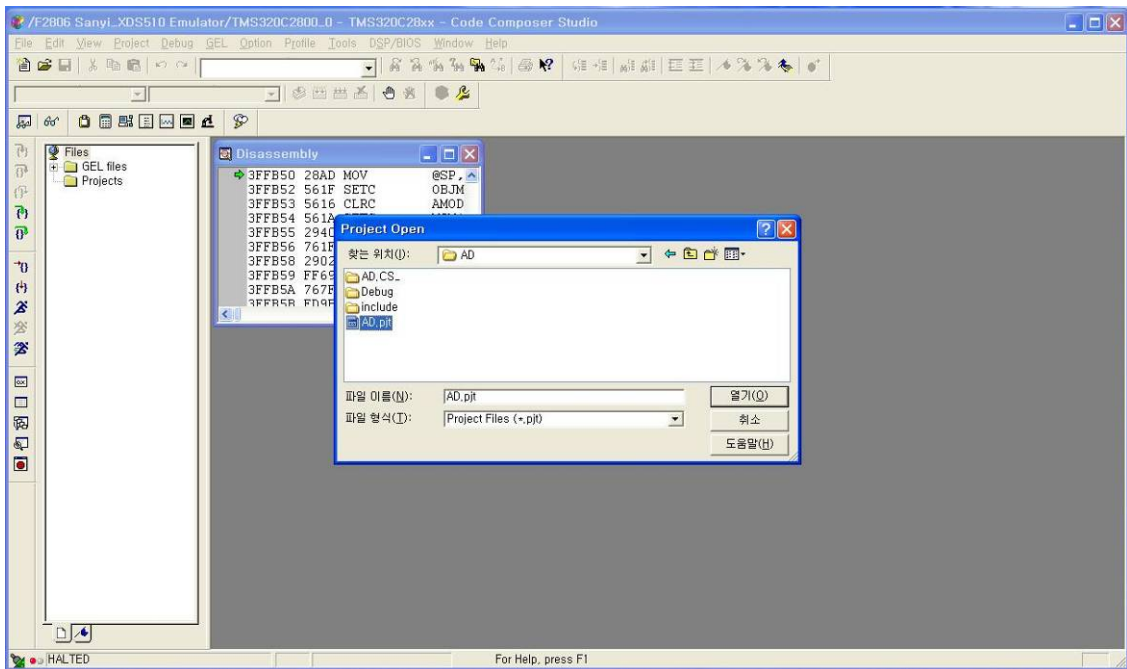 /F2806 Sanyi_XDS510 Emulator/TMS320C2800_0 - TMS320C28xx - Code Composer Studio
File Edit View Project Debug GEL Option Profile Tools DSP/BIOS Window Help
Files
GEL files
Projects
Disassembly
3FFB50 28AD MOV @SP,
3FFB52 561F SETC OBJM
3FFB53 5616 CLRC AMOD
3FFB54 561A
3FFB55 294C
3FFB56 761F
3FFB58 2902
3FFB59 FF69
3FFB5A 767F
3FFB5B
Project Open
찾는 위치(I): AD
AD.CS_
Debug
include
AD.pjt
파일 이름(N): AD.pjt 열기(O)
파일 형식(T): Project Files (*.pjt) 취소
도움말(H)
HALTED For Help, press F1